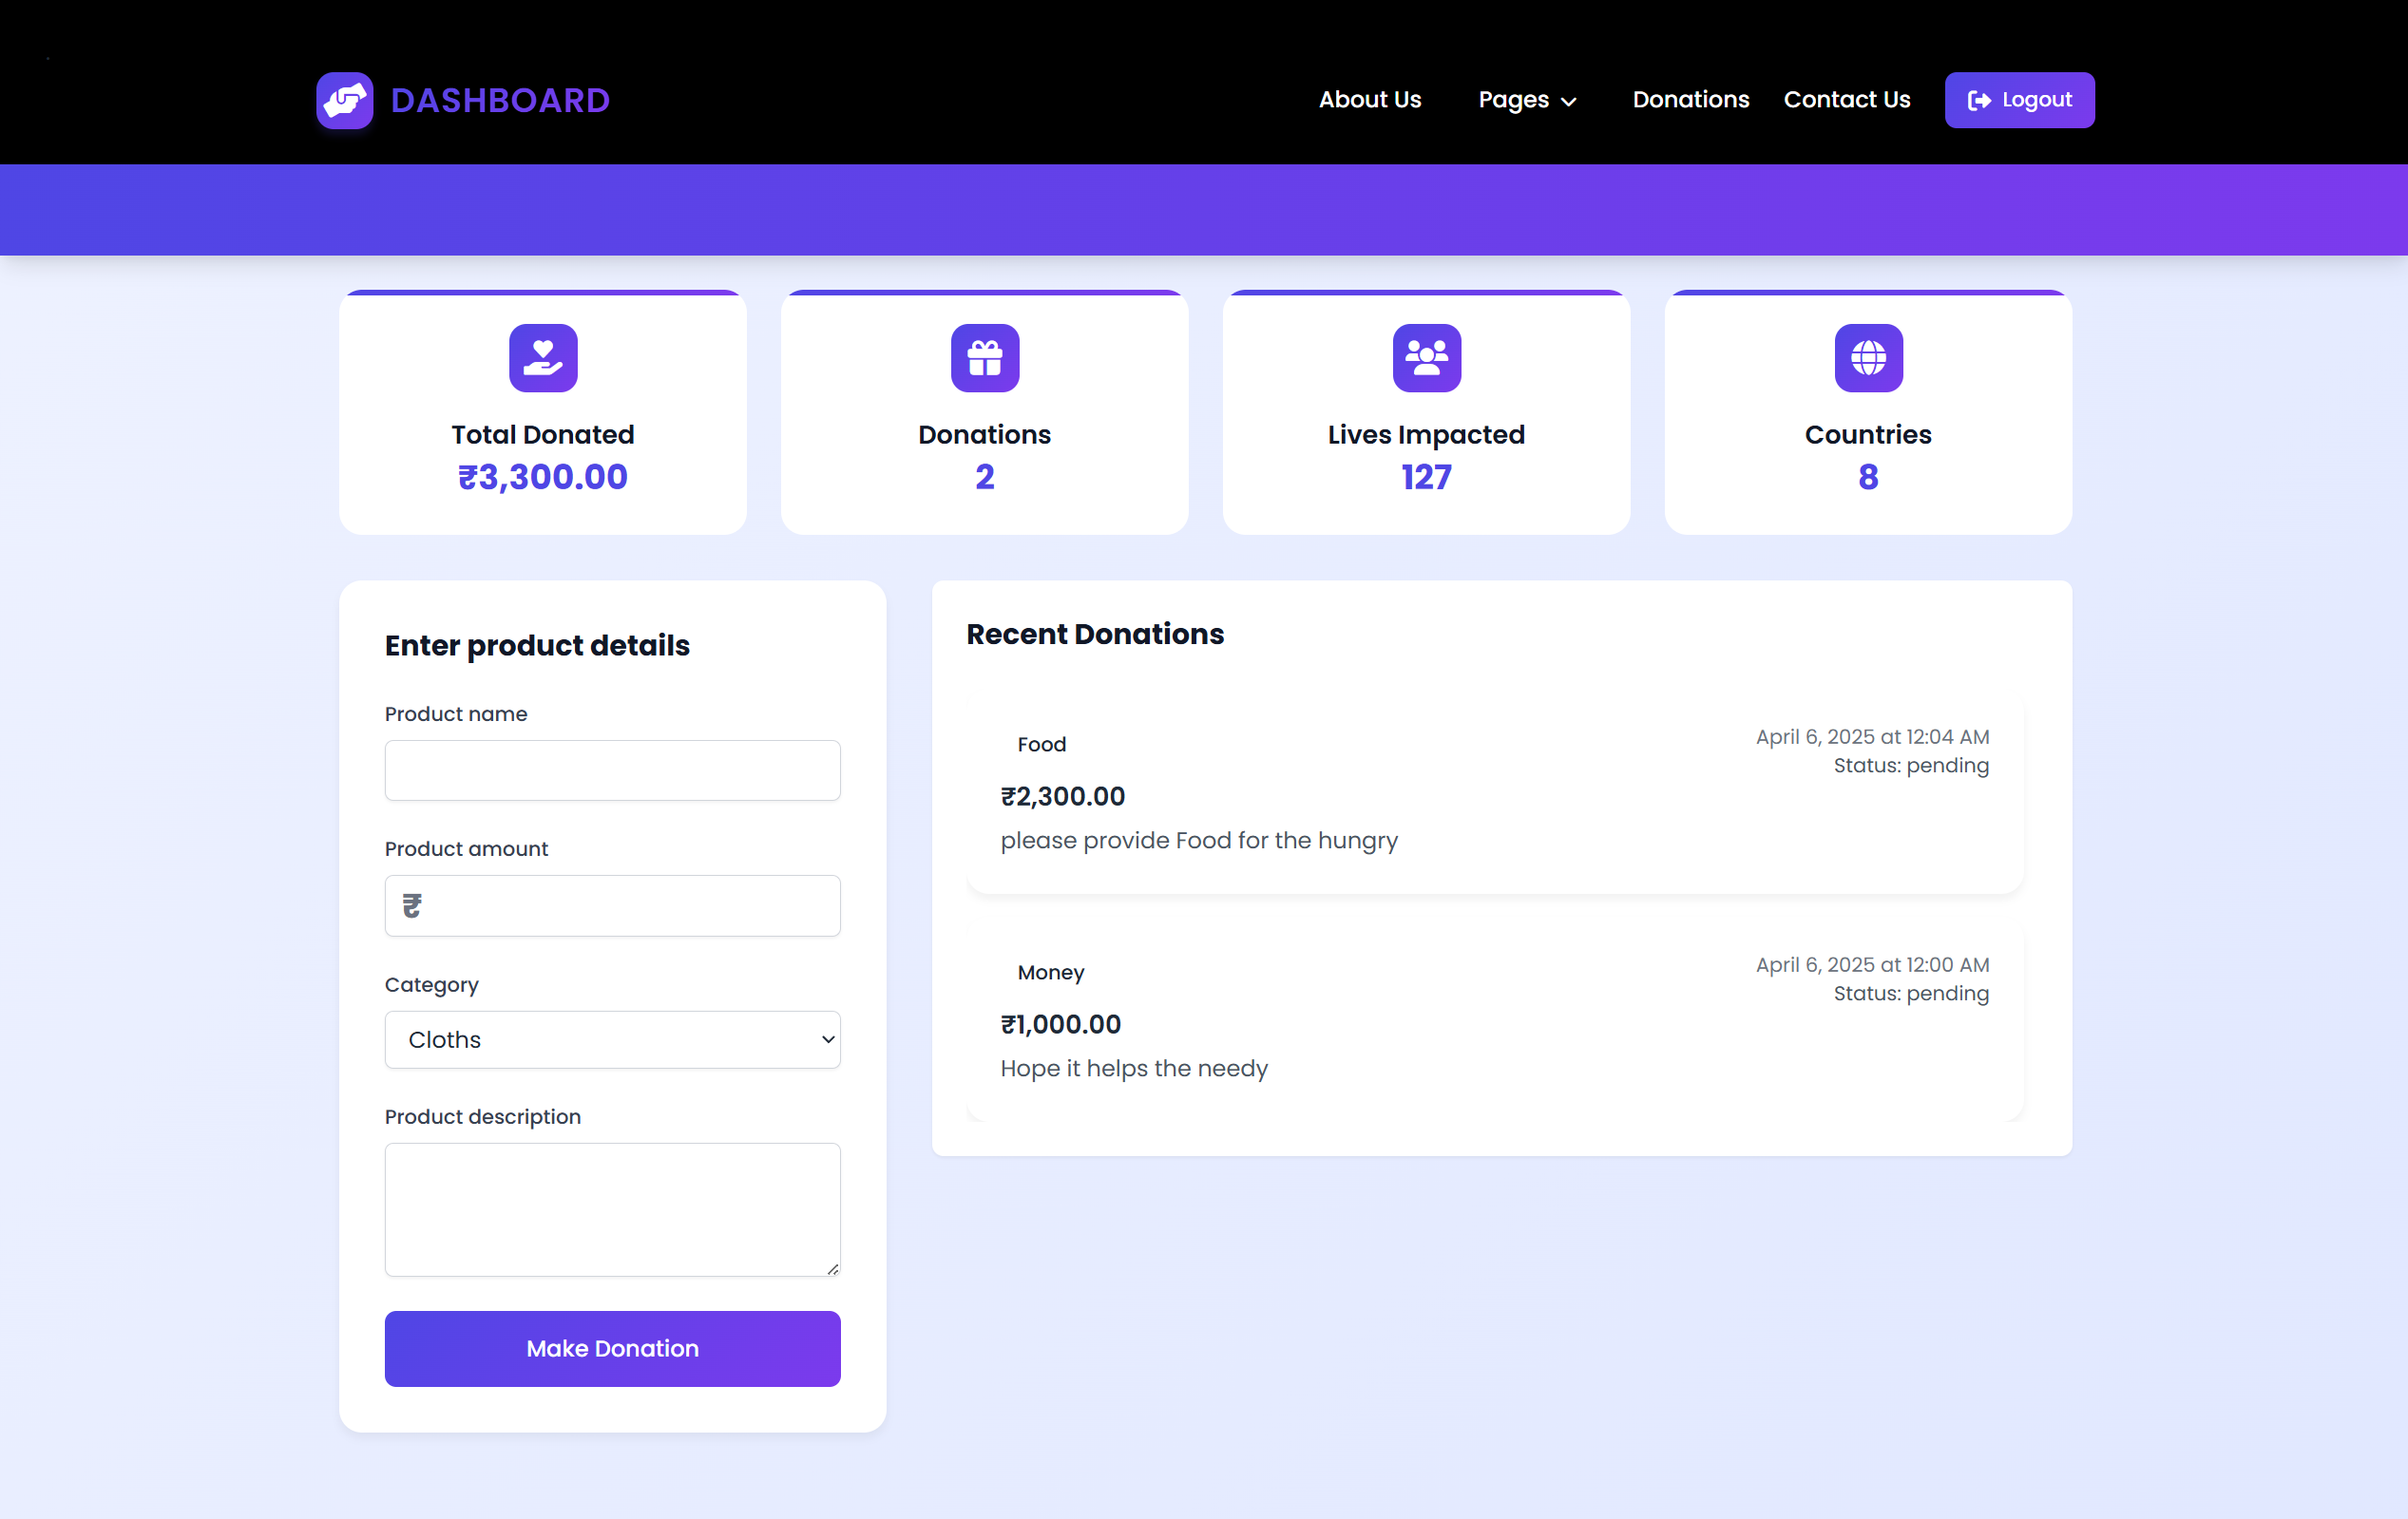 DASHBOARD
About Us
Pages
Donations
Contact Us
Logout
Total Donated
₹3,300.00
Donations
2
Lives Impacted
127
Countries
8
Enter product details
Product name
Product amount
₹
Category
Cloths
Product description
Make Donation
Recent Donations
Food
April 6, 2025 at 12:04 AM
Status: pending
₹2,300.00
please provide Food for the hungry
Money
April 6, 2025 at 12:00 AM
Status: pending
₹1,000.00
Hope it helps the needy